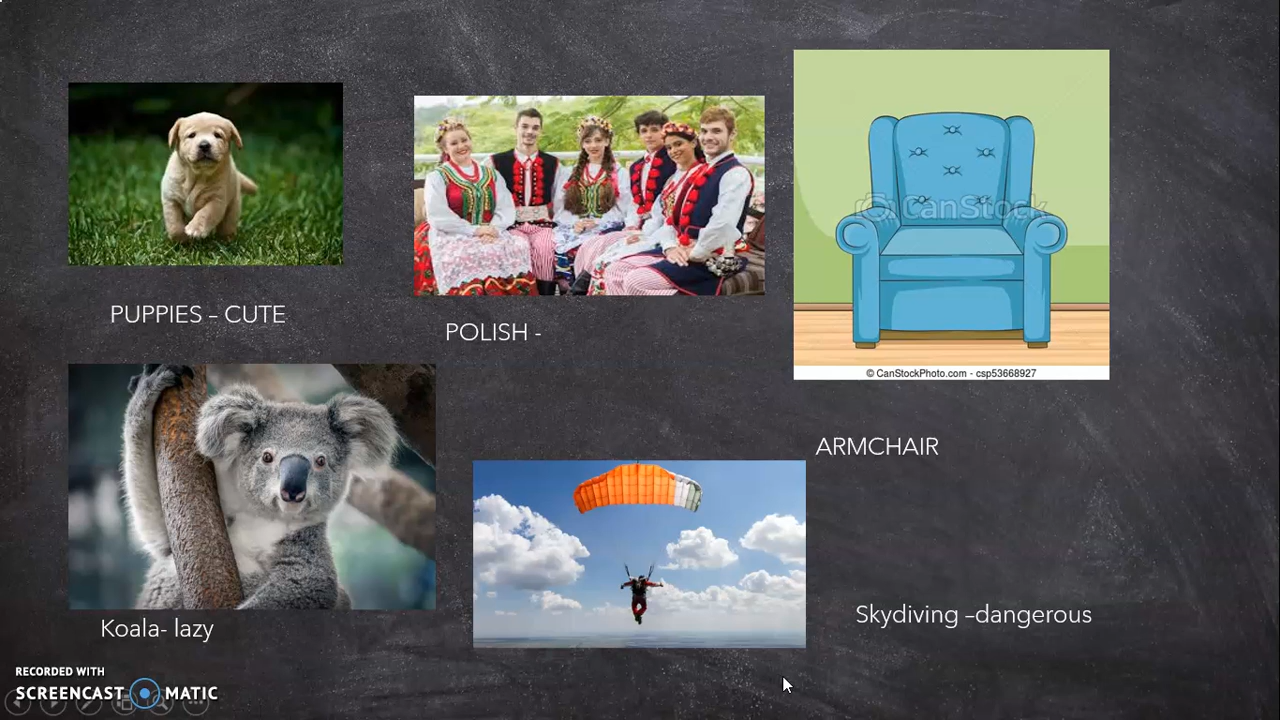 PUPPIES – CUTE
POLISH -
CanStock
© CanStockPhoto.com - csp53668927
ARMCHAIR
Koala- lazy
Skydiving –dangerous
RECORDED WITH
SCREENCAST MATIC